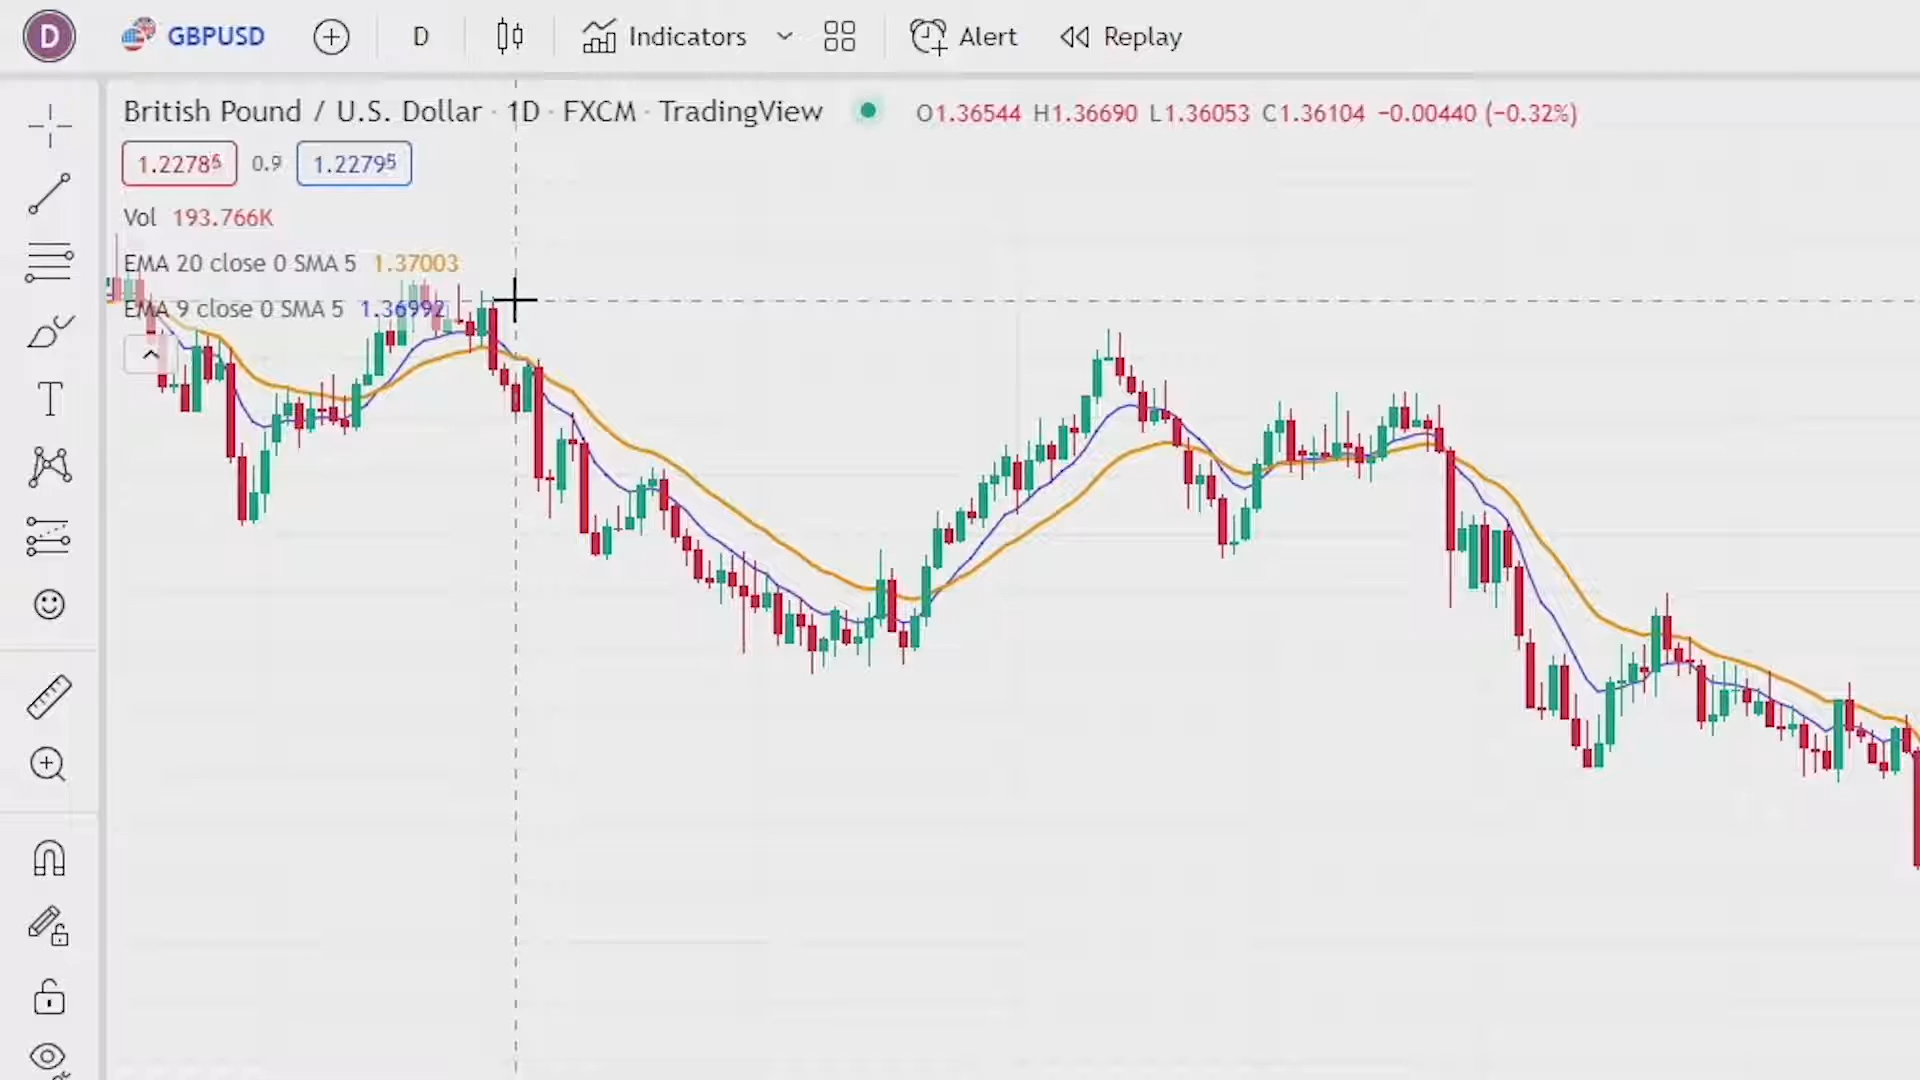 D GBPUSD D Indicators Alert Replay
British Pound / U.S. Dollar · 1D · FXCM · TradingView O1.36544 H1.36690 L1.36053 C1.36104 −0.00440 (−0.32%)
1.22785 0.9 1.22795
Vol 193.766K
EMA 20 close 0 SMA 5 1.37003
EMA 9 close 0 SMA 5 1.36992